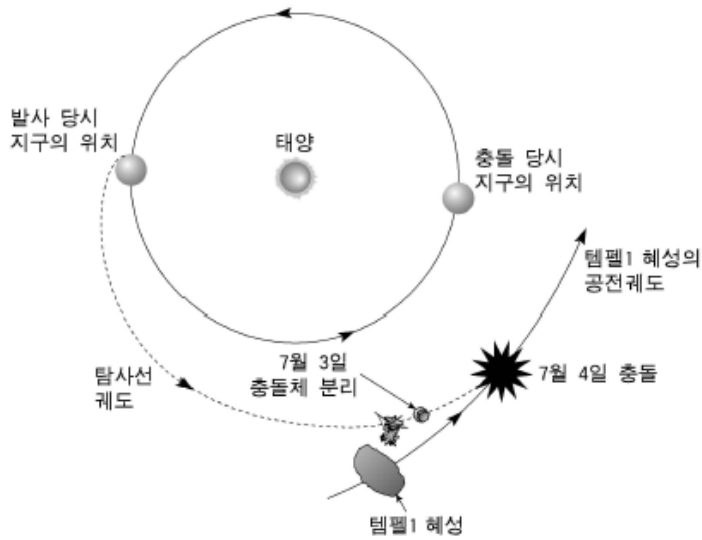 발사 당시
지구의 위치
태양
충돌 당시
지구의 위치
템펠1 혜성의
공전궤도
7월 3일
충돌체 분리
탐사선
궤도
7월 4일 충돌
템펠1 혜성